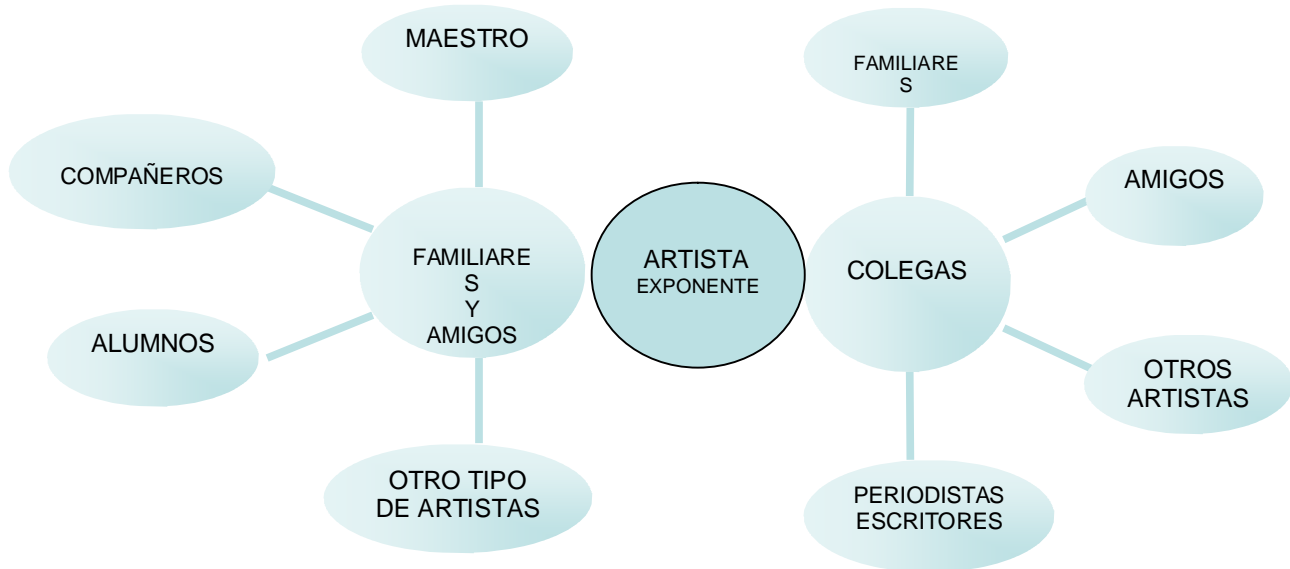 MAESTRO
FAMILIARE
S
COMPAÑEROS
AMIGOS
FAMILIARE
S
Y
AMIGOS
ARTISTA
EXPONENTE
COLEGAS
ALUMNOS
OTROS
ARTISTAS
OTRO TIPO
DE ARTISTAS
PERIODISTAS
ESCRITORES